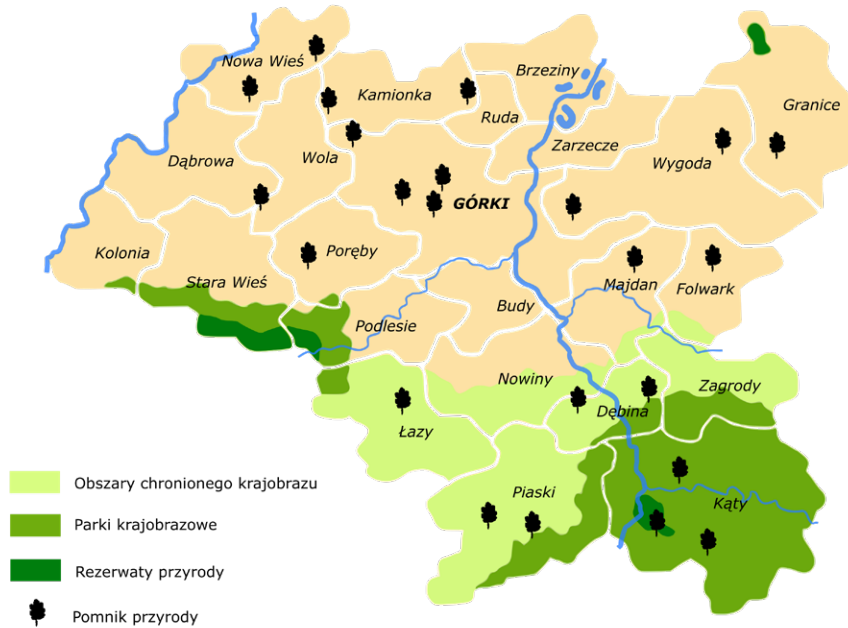 Nowa Wieś
Kamionka
Brzeziny
Ruda
Granice
Dąbrowa
Wola
Zarzecze
Wygoda
GÓRKI
Kolonia
Stara Wieś
Poręby
Majdan
Folwark
Podlesie
Budy
Nowiny
Zagrody
Łazy
Dębina
Piaski
Kąty
Obszary chronionego krajobrazu
Parki krajobrazowe
Rezerwaty przyrody
Pomnik przyrody